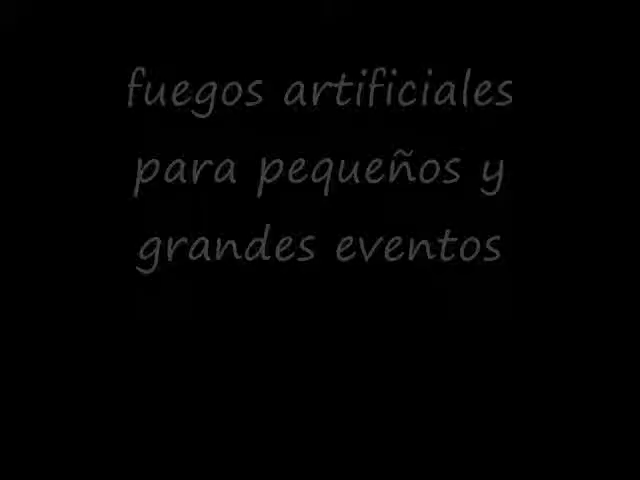 fuegos artificiales
para pequeños y
grandes eventos